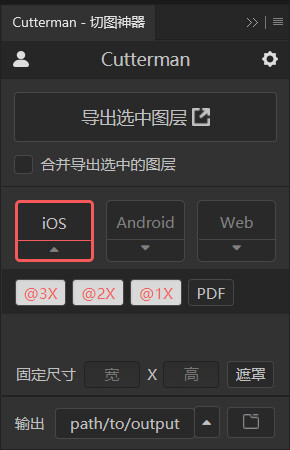 Cutterman - 切图神器
Cutterman
导出选中图层
合并导出选中的图层
iOS Android Web
@3X @2X @1X PDF
固定尺寸 宽 X 高 遮罩
输出 path/to/output